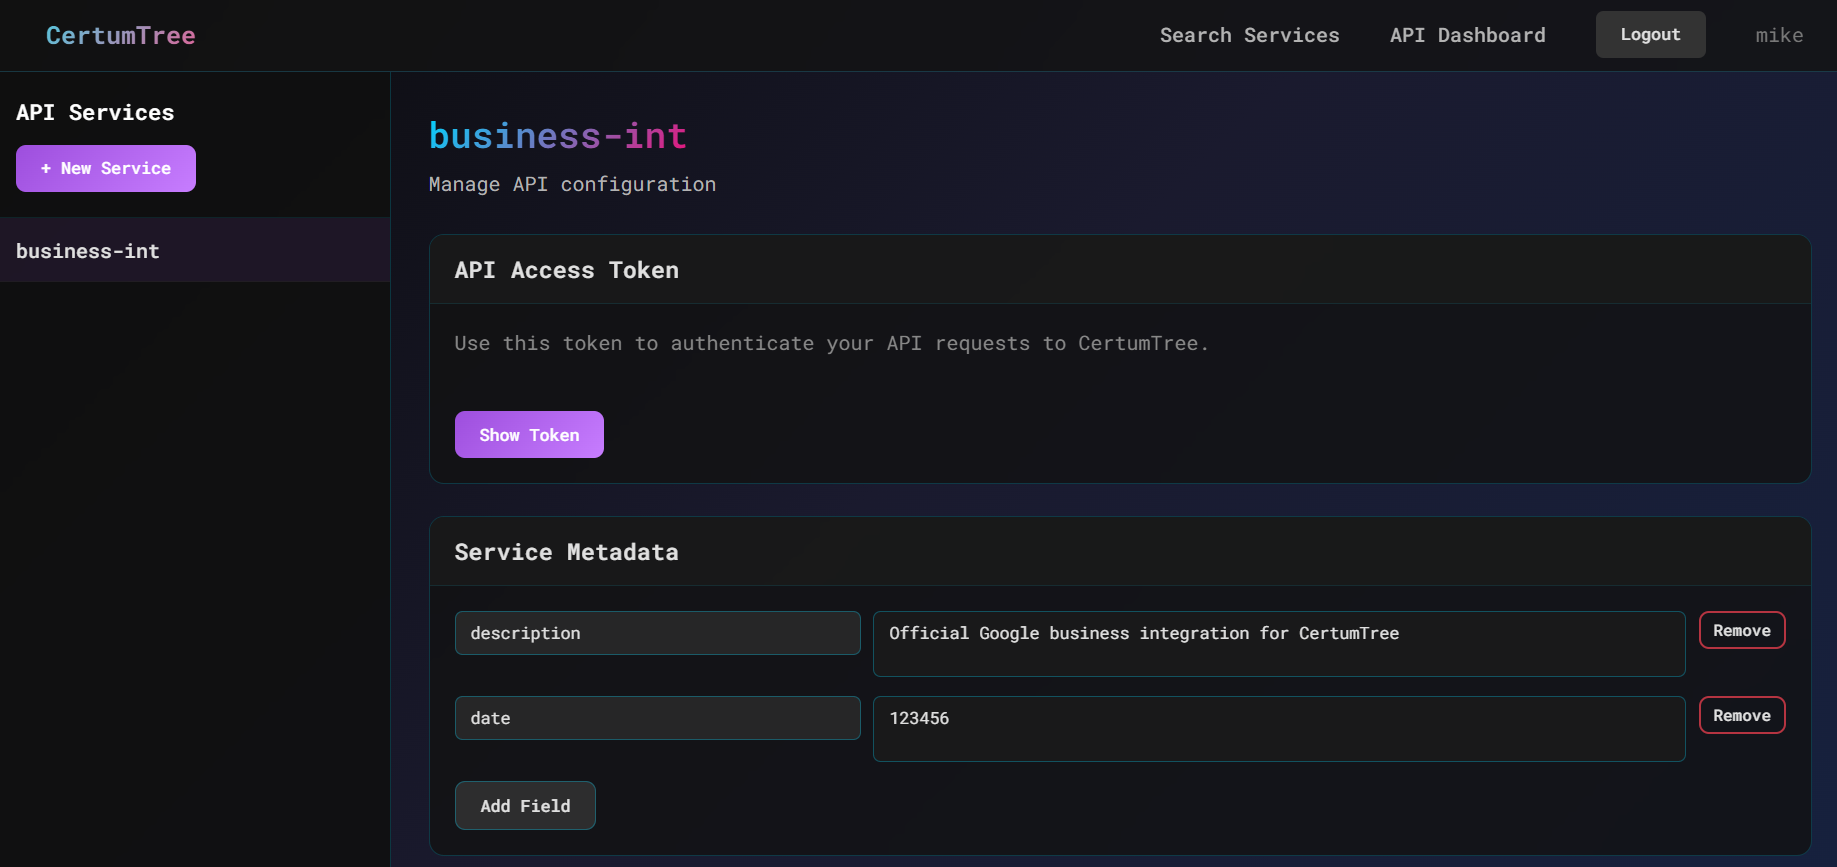 CertumTree
Search Services
API Dashboard
Logout
mike
API Services
+ New Service
business-int
business-int
Manage API configuration
API Access Token
Use this token to authenticate your API requests to CertumTree.
Show Token
Service Metadata
description
Official Google business integration for CertumTree
Remove
date
123456
Remove
Add Field